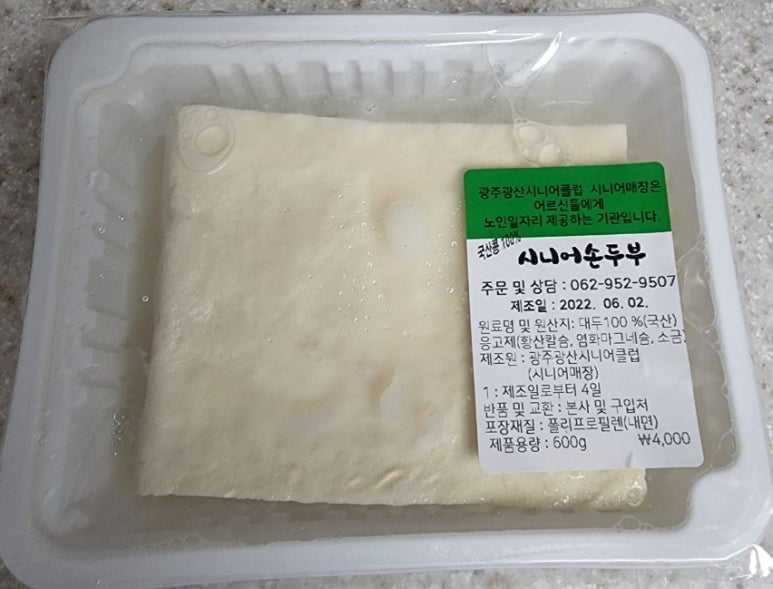 광주광산시니어클럽 시니어매장은
어르신들에게
노인일자리 제공하는 기관입니다.
국산콩 100%
시니어손두부
주문 및 상담 : 062-952-9507
제조일 : 2022. 06. 02.
원료명 및 원산지: 대두100 %(국산)
응고제(황산칼슘, 염화마그네슘, 소금)
제조원 : 광주광산시니어클럽
(시니어매장)
1 : 제조일로부터 4일
반품 및 교환 : 본사 및 구입처
포장재질 : 폴리프로필렌(내면)
제품용량 : 600g ₩4,000